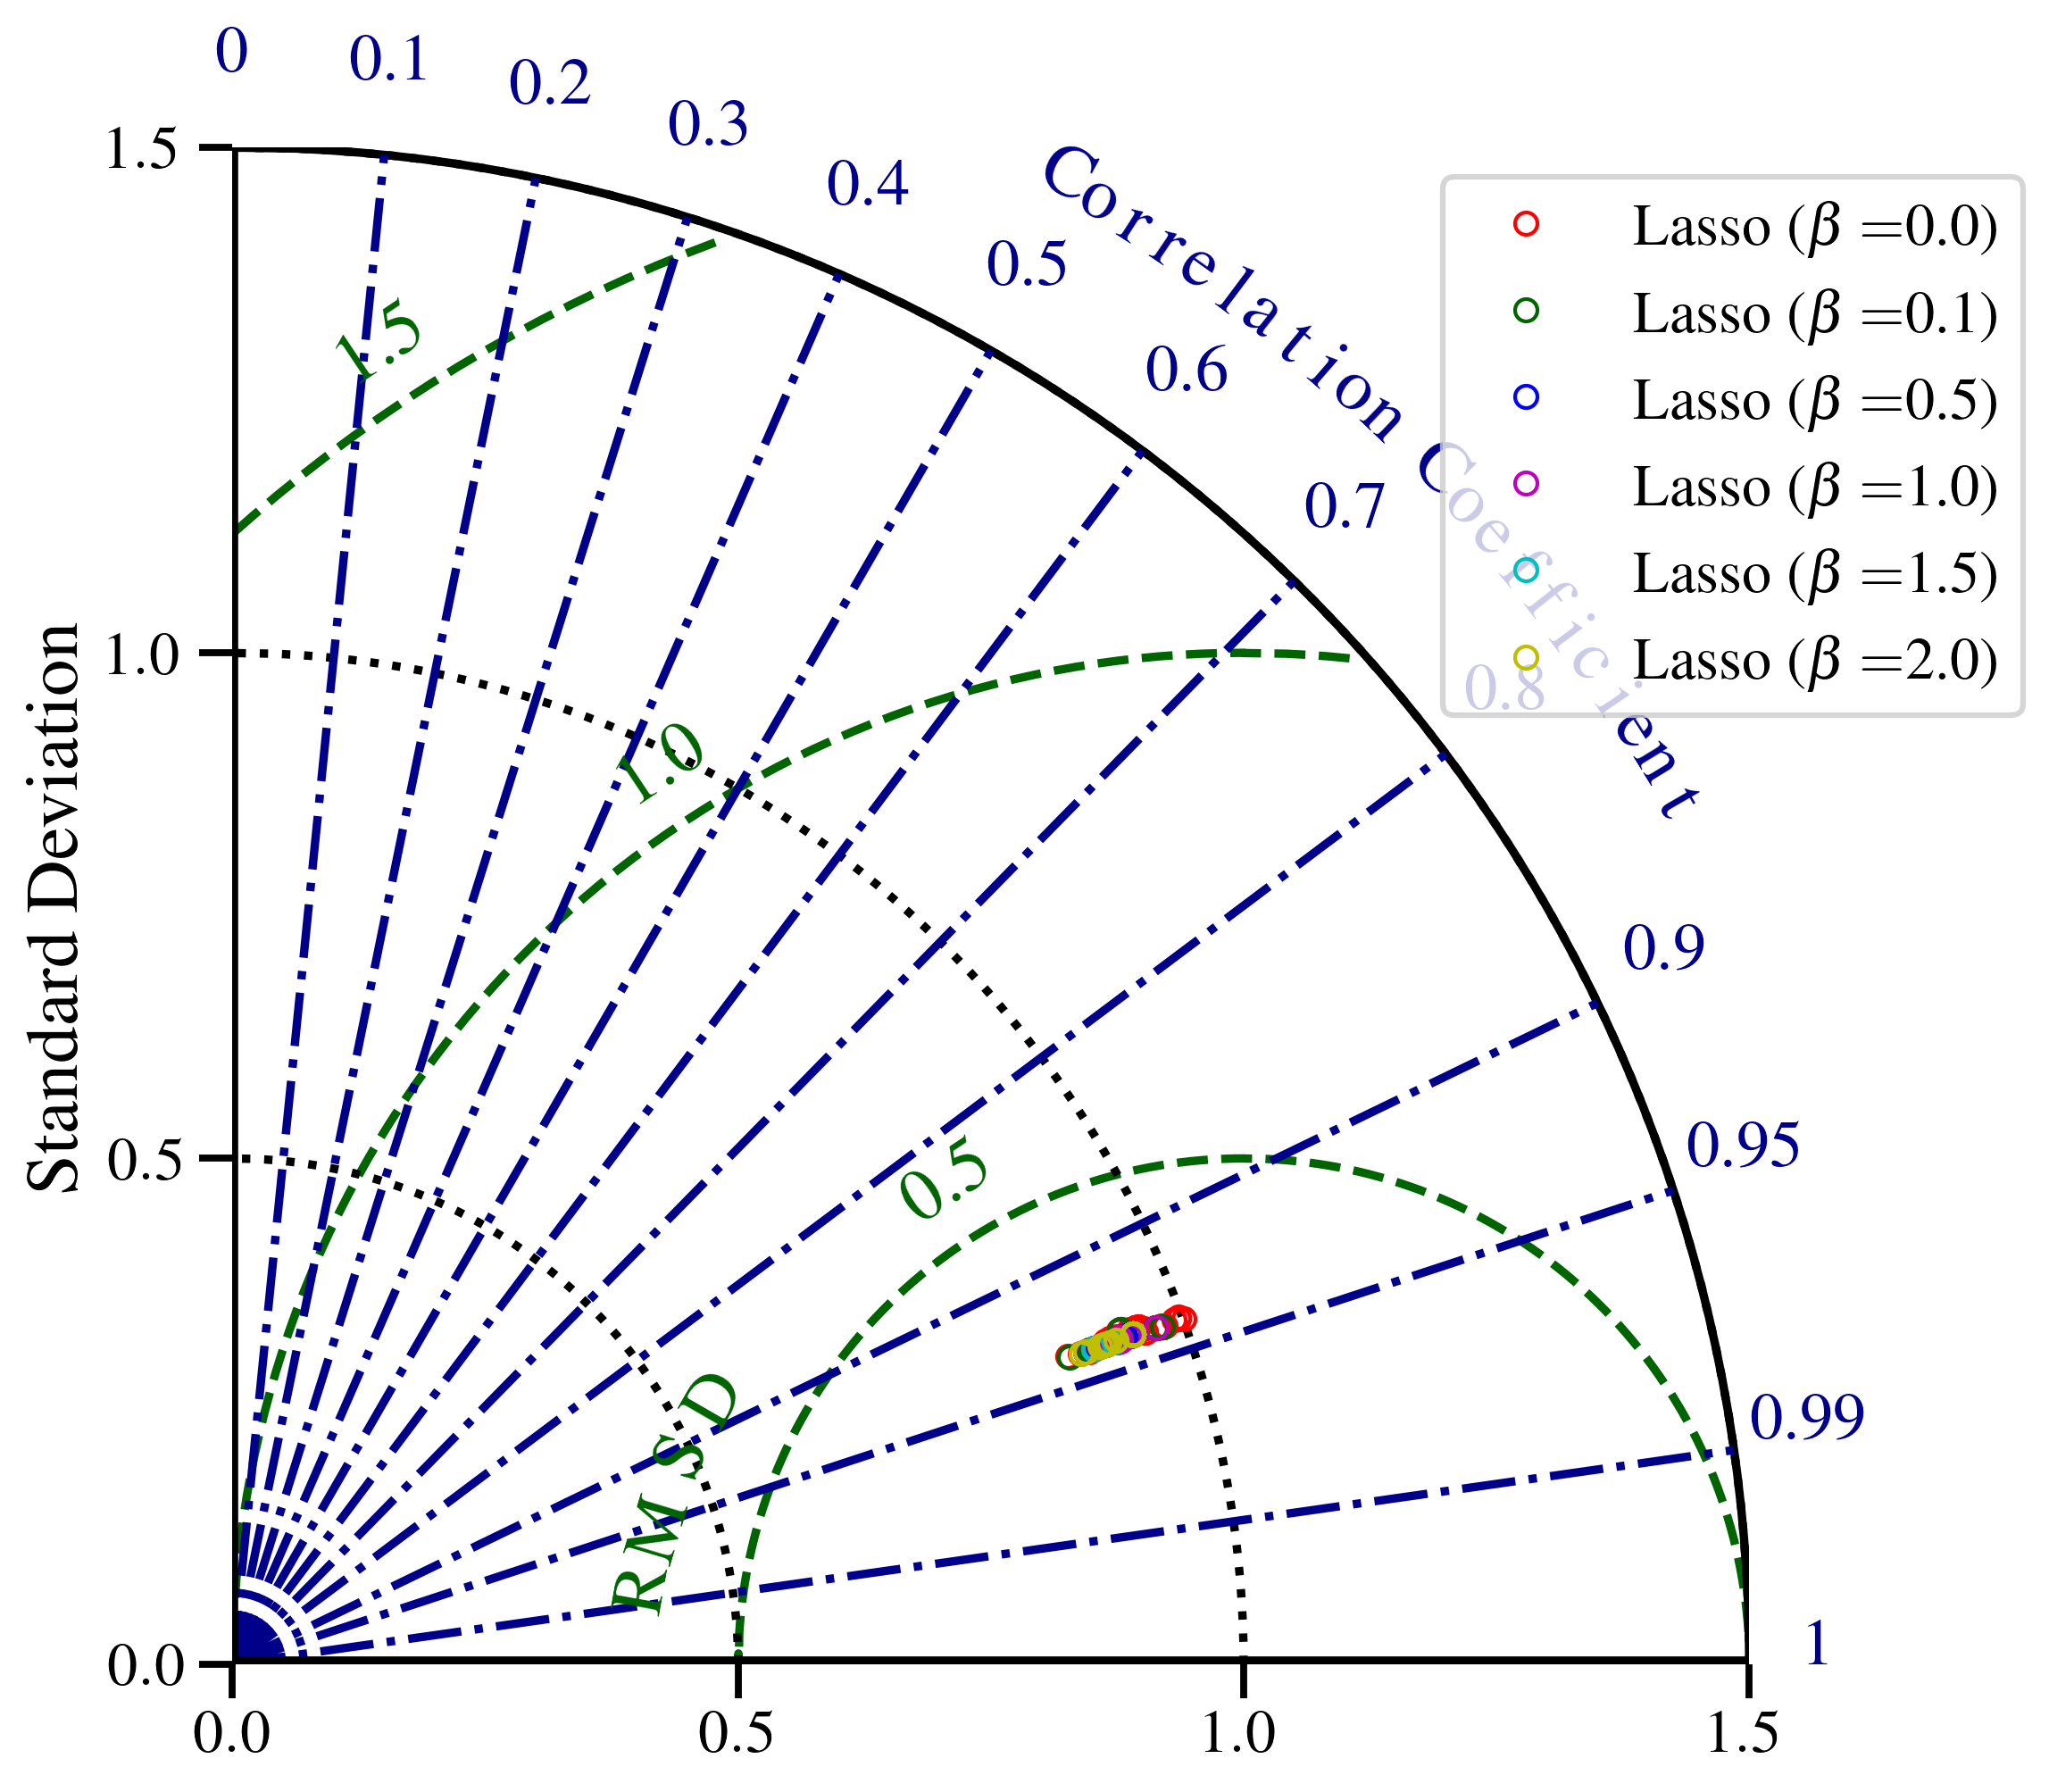 0
0.1
0.2
0.3
0.4
0.5
0.6
0.7
0.8
0.9
0.95
0.99
1
Correlation Coefficient
Lasso (β =0.0)
Lasso (β =0.1)
Lasso (β =0.5)
Lasso (β =1.0)
Lasso (β =1.5)
Lasso (β =2.0)
Standard Deviation
1.5
1.0
0.5
0.0
1.5
1.0
0.5
RMSD
0.0
0.5
1.0
1.5